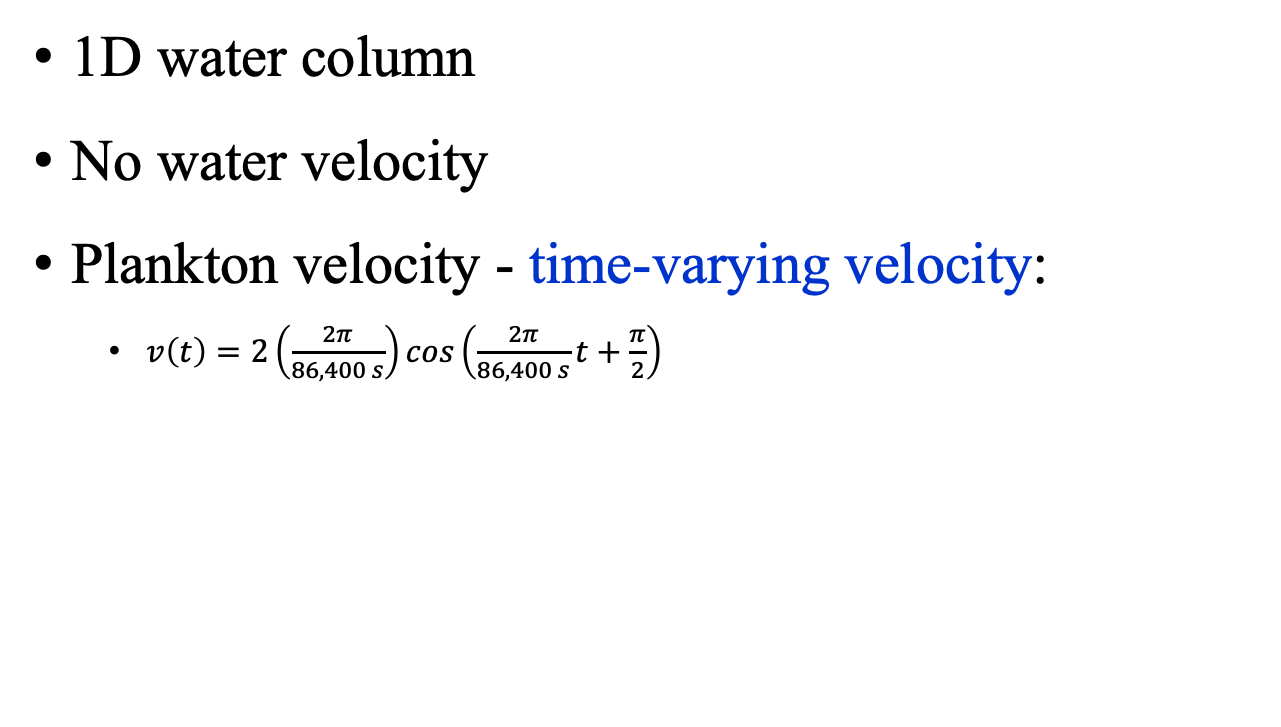 • 1D water column
• No water velocity
• Plankton velocity - time-varying velocity:
• v(t) = 2 (2π/86,400 s) cos (2π/86,400 s t + π/2)